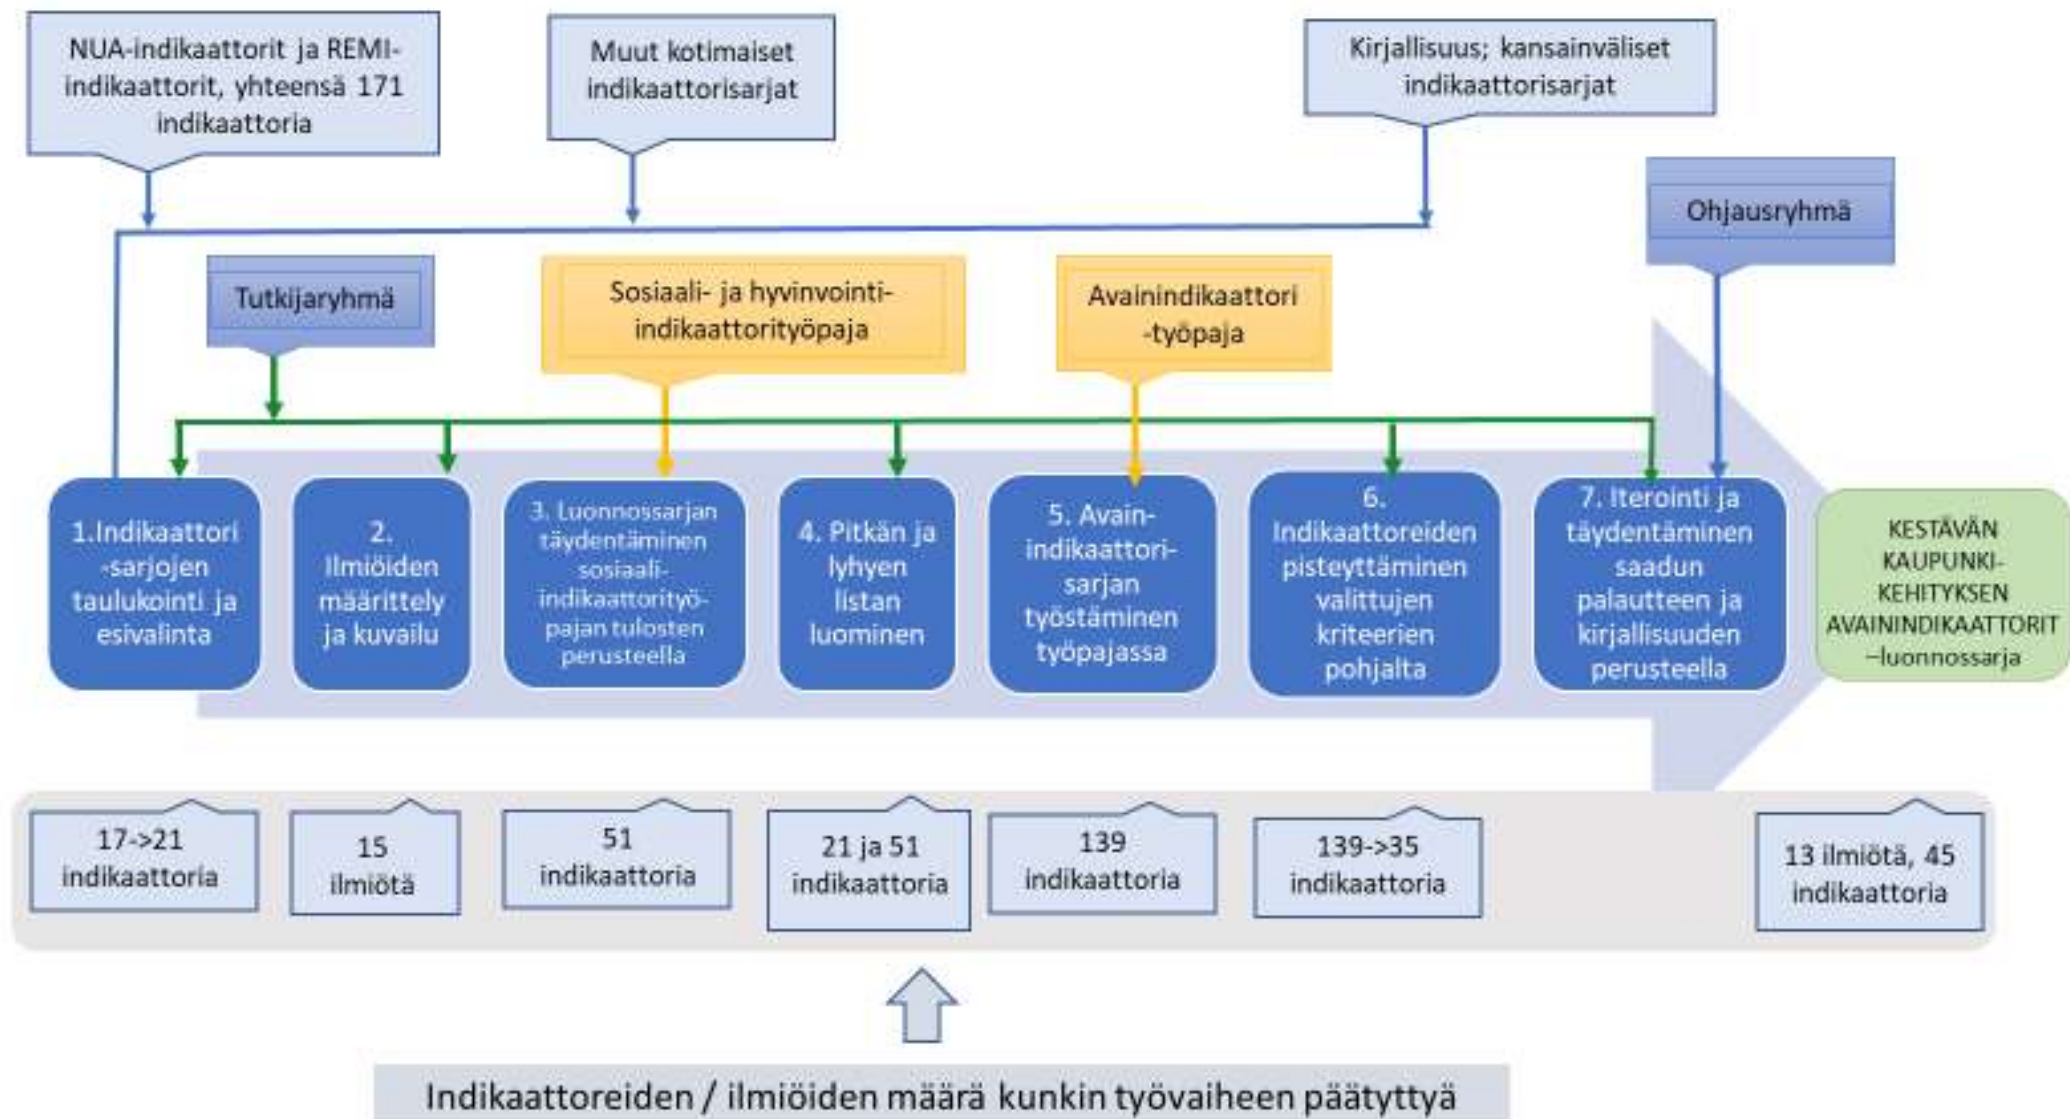 NUA-indikaattorit ja REMI-
indikaattorit, yhteensä 171
indikaattoria
Muut kotimaiset
indikaattorisarjat
Kirjallisuus; kansainväliset
indikaattorisarjat
Ohjausryhmä
Tutkijaryhmä
Sosiaali- ja hyvinvointi-
indikaattorityöpaja
Avainindikaattori
-työpaja
1.Indikaattori
-sarjojen
taulukointi ja
esivalinta
2.
Ilmiöiden
määrittely
ja kuvailu
3. Luonnossarjan
täydentäminen
sosiaali-
indikaattorityö-
pajan tulosten
perusteella
4. Pitkän ja
lyhyen
listan
luominen
5. Avain-
indikaattori-
sarjan
työstäminen
työpajassa
6.
Indikaattoreiden
pisteyttäminen
valittujen
kriteerien
pohjalta
7. Iterointi ja
täydentäminen
saadun
palautteen ja
kirjallisuuden
perusteella
KESTÄVÄN
KAUPUNKI-
KEHITYKSEN
AVAININDIKAATTORIT
–luonnossarja
17->21
indikaattoria
15
ilmiötä
51
indikaattoria
21 ja 51
indikaattoria
139
indikaattoria
139->35
indikaattoria
13 ilmiötä, 45
indikaattoria
Indikaattoreiden / ilmiöiden määrä kunkin työvaiheen päätyttyä